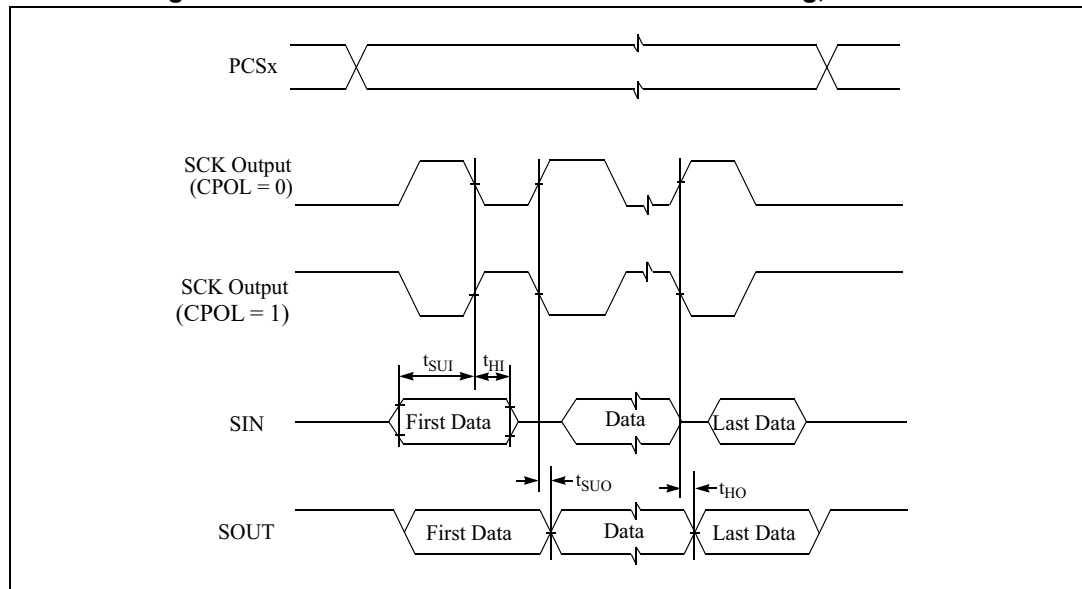 PCSx
SCK Output
(CPOL = 0)
SCK Output
(CPOL = 1)
tSUI
tHI
SIN
First Data
Data
Last Data
tSUO
tHO
SOUT
First Data
Data
Last Data